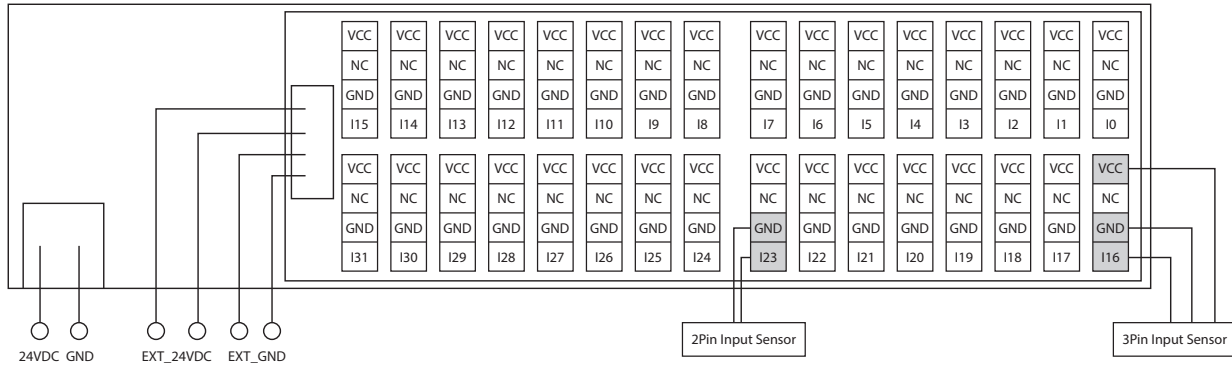 VCC VCC VCC VCC VCC VCC VCC VCC VCC VCC VCC VCC VCC VCC VCC VCC
NC NC NC NC NC NC NC NC NC NC NC NC NC NC NC NC
GND GND GND GND GND GND GND GND GND GND GND GND GND GND GND GND
I15 I14 I13 I12 I11 I10 I9 I8 I7 I6 I5 I4 I3 I2 I1 I0
VCC VCC VCC VCC VCC VCC VCC VCC VCC VCC VCC VCC VCC VCC VCC VCC
NC NC NC NC NC NC NC NC NC NC NC NC NC NC NC NC
GND GND GND GND GND GND GND GND GND GND GND GND GND GND GND GND
I31 I30 I29 I28 I27 I26 I25 I24 I23 I22 I21 I20 I19 I18 I17 I16
2Pin Input Sensor 3Pin Input Sensor
24VDC GND EXT_24VDC EXT_GND